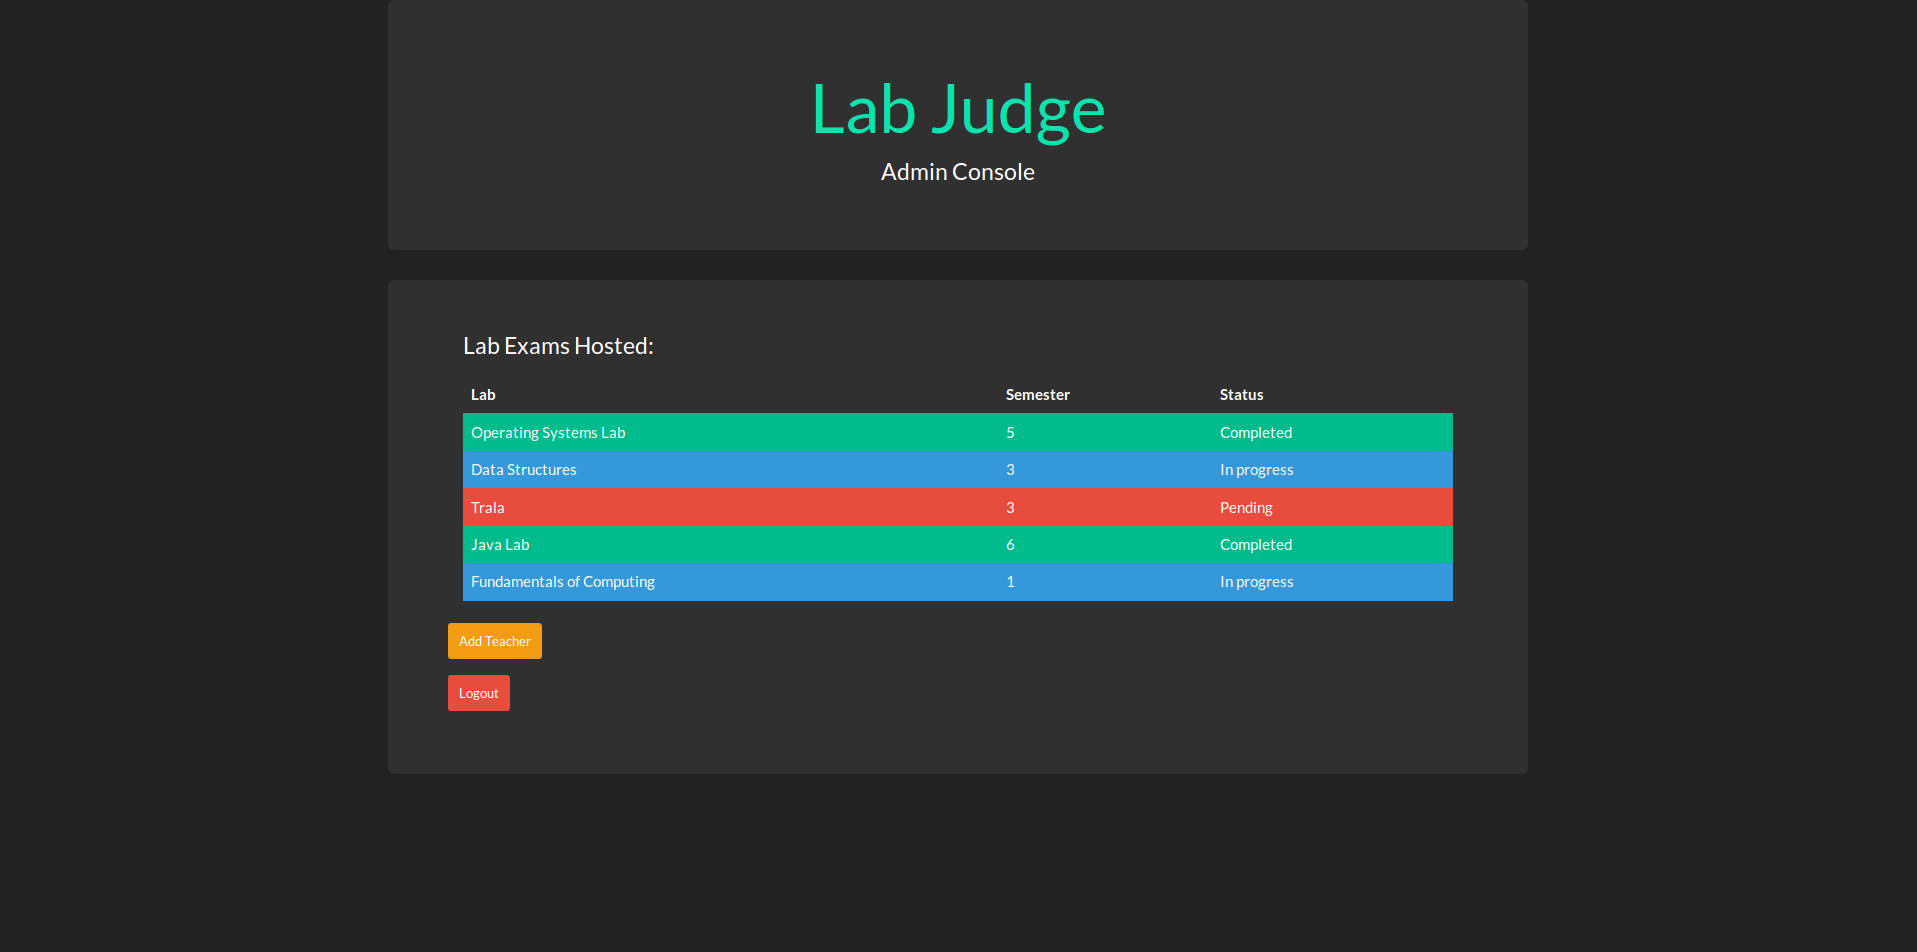 Lab Judge
Admin Console
Lab Exams Hosted:
Lab Semester Status
Operating Systems Lab 5 Completed
Data Structures 3 In progress
Trala 3 Pending
Java Lab 6 Completed
Fundamentals of Computing 1 In progress
Add Teacher
Logout